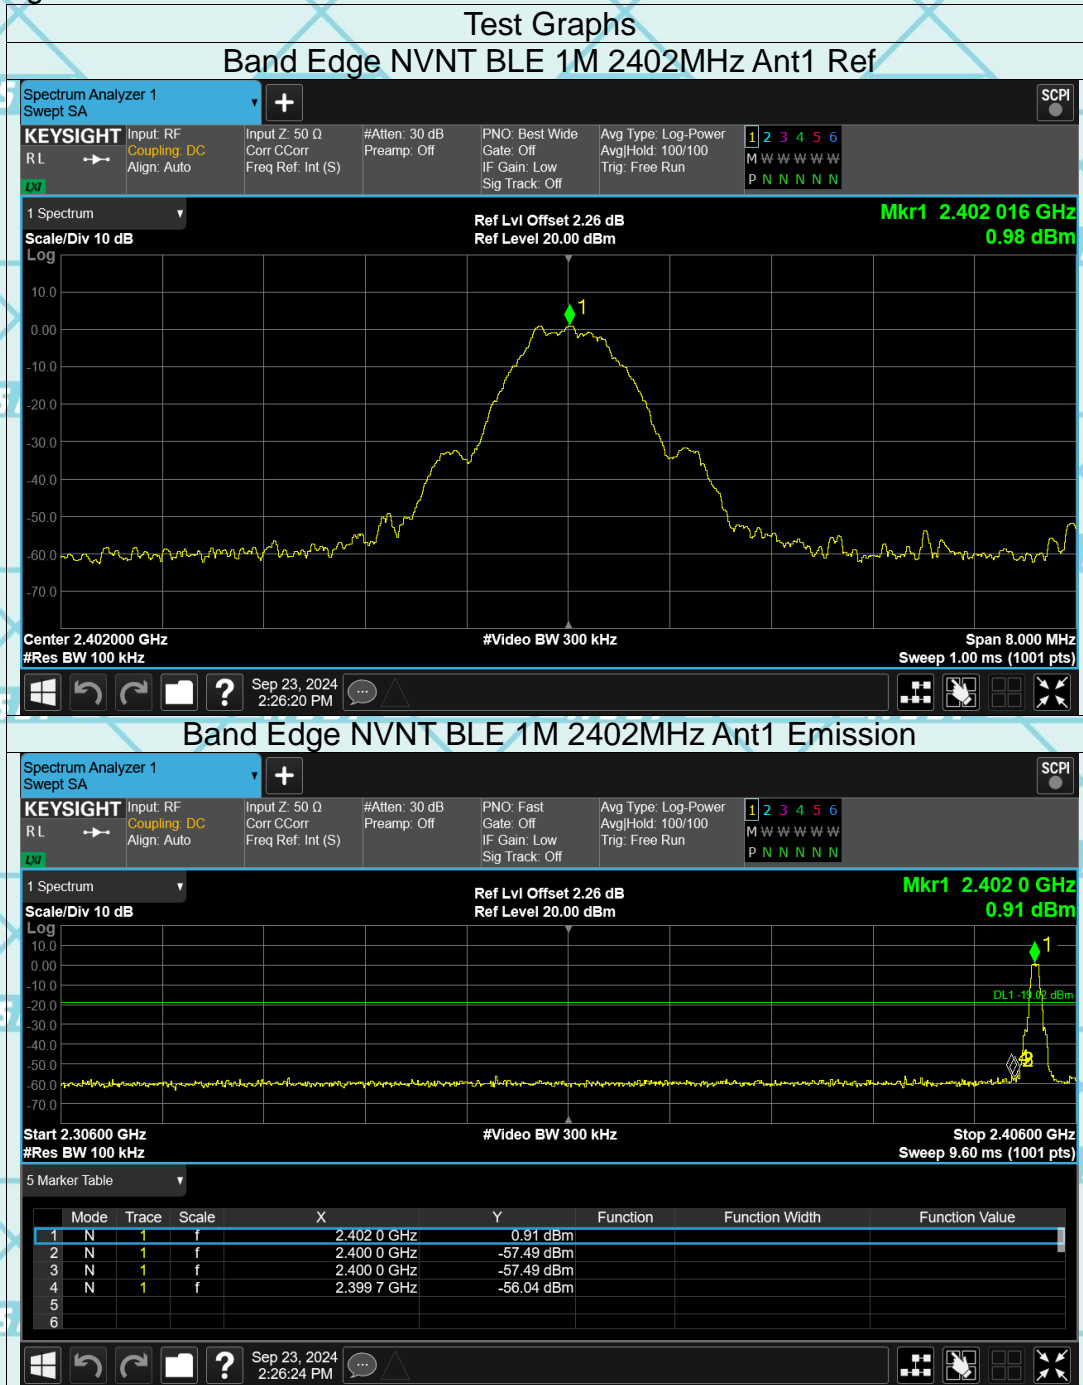 Test Graphs
Band Edge NVNT BLE 1M 2402MHz Ant1 Ref
Spectrum Analyzer 1
Swept SA
SCPI
KEYSIGHT Input: RF Input Z: 50 Ω #Atten: 30 dB PNO: Best Wide Avg Type: Log-Power 1 2 3 4 5 6
RL Coupling: DC Corr CCorr Preamp: Off Gate: Off Avg|Hold: 100/100 M W W W W W
Align: Auto Freq Ref: Int (S) IF Gain: Low Trig: Free Run
LXI Sig Track: Off P N N N N N
1 Spectrum
Ref Lvl Offset 2.26 dB
Mkr1 2.402 016 GHz
Scale/Div 10 dB Ref Level 20.00 dBm 0.98 dBm
Log
10.0
1
0.00
-10.0
-20.0
-30.0
-40.0
-50.0
-60.0
-70.0
Center 2.402000 GHz #Video BW 300 kHz Span 8.000 MHz
#Res BW 100 kHz Sweep 1.00 ms (1001 pts)
Sep 23, 2024
2:26:20 PM
Band Edge NVNT BLE 1M 2402MHz Ant1 Emission
Spectrum Analyzer 1
Swept SA
SCPI
KEYSIGHT Input: RF Input Z: 50 Ω #Atten: 30 dB PNO: Fast Avg Type: Log-Power 1 2 3 4 5 6
RL Coupling: DC Corr CCorr Preamp: Off Gate: Off Avg|Hold: 100/100 M W W W W W
Align: Auto Freq Ref: Int (S) IF Gain: Low Trig: Free Run
LXI Sig Track: Off P N N N N N
1 Spectrum
Ref Lvl Offset 2.26 dB
Mkr1 2.402 0 GHz
Scale/Div 10 dB Ref Level 20.00 dBm 0.91 dBm
Log
10.0
1
0.00
-10.0
DL1 -19.02 dBm
-20.0
-30.0
-40.0
-50.0
-60.0
-70.0
Start 2.30600 GHz #Video BW 300 kHz Stop 2.40600 GHz
#Res BW 100 kHz Sweep 9.60 ms (1001 pts)
5 Marker Table
Mode Trace Scale X Y Function Function Width Function Value
1 N 1 f 2.402 0 GHz 0.91 dBm
2 N 1 f 2.400 0 GHz -57.49 dBm
3 N 1 f 2.400 0 GHz -57.49 dBm
4 N 1 f 2.399 7 GHz -56.04 dBm
5
6
Sep 23, 2024
2:26:24 PM